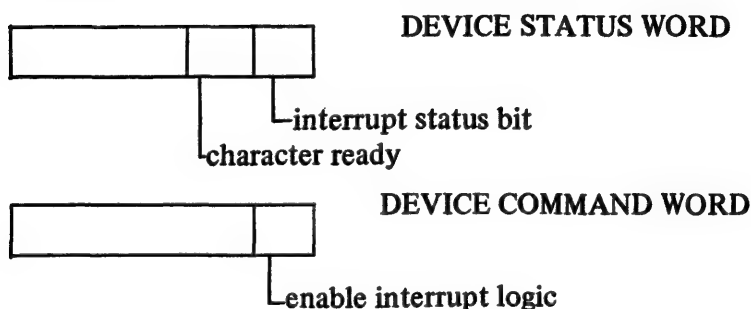 DEVICE STATUS WORD
interrupt status bit
character ready
DEVICE COMMAND WORD
enable interrupt logic